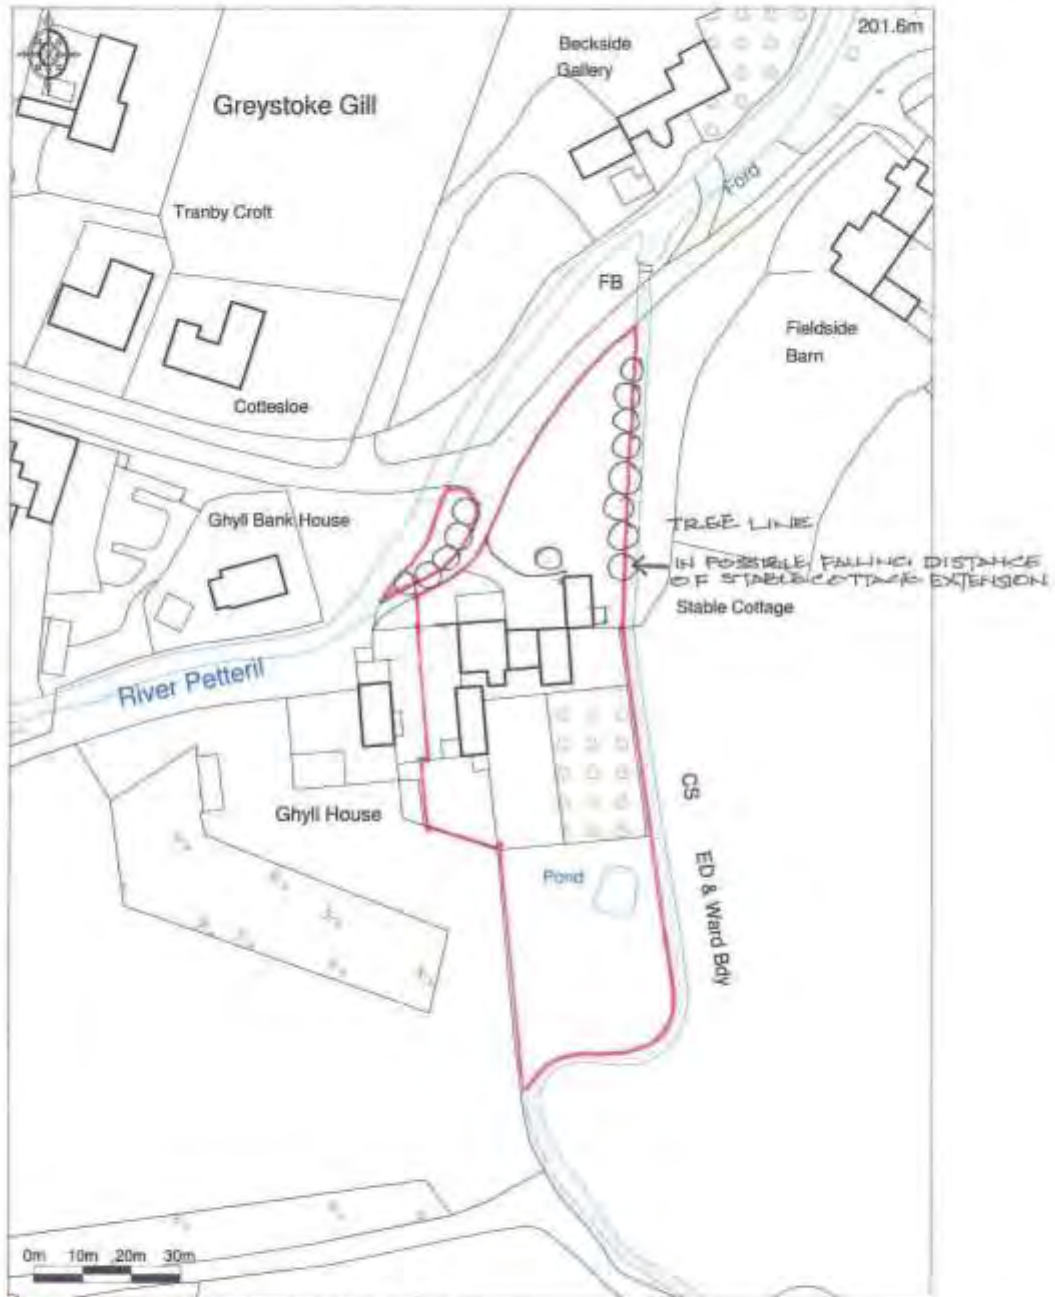 201.6m
Beckside
Gallery
Greystoke Gill
Ford
Tranby Croft
FB
Fieldside
Barn
Cottesloe
Ghyll Bank House
TREE LINE
IN POSSIBLE FALLING DISTANCE
OF STABLE COTTAGE EXTENSION
Stable Cottage
River Petteril
CS
Ghyll House
ED & Ward Bdy
Pond
0m 10m 20m 30m